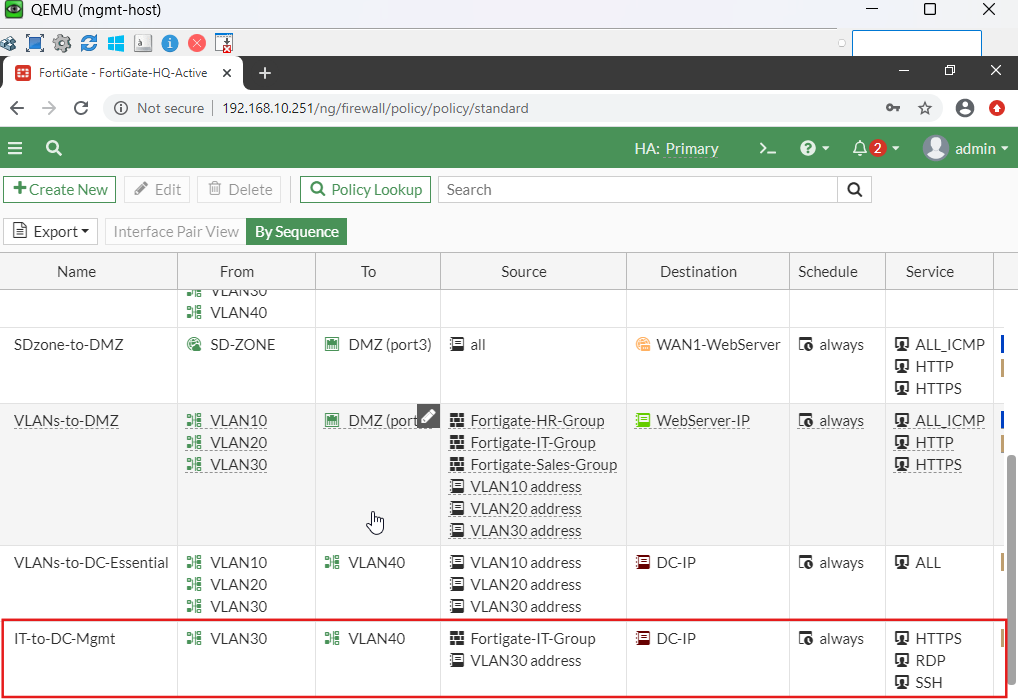 QEMU (mgmt-host)
FortiGate - FortiGate-HQ-Active
Not secure 192.168.10.251/ng/firewall/policy/policy/standard
HA: Primary >_ ? 2 admin
+Create New Edit Delete Policy Lookup Search
Export Interface Pair View By Sequence
Name From To Source Destination Schedule Service
VLAN30
VLAN40
SDzone-to-DMZ SD-ZONE DMZ (port3) all WAN1-WebServer always ALL_ICMP
HTTP
HTTPS
VLANs-to-DMZ VLAN10 DMZ (port Fortigate-HR-Group WebServer-IP always ALL_ICMP
VLAN20 Fortigate-IT-Group HTTP
VLAN30 Fortigate-Sales-Group HTTPS
VLAN10 address
VLAN20 address
VLAN30 address
VLANs-to-DC-Essential VLAN10 VLAN40 VLAN10 address DC-IP always ALL
VLAN20 VLAN20 address
VLAN30 VLAN30 address
IT-to-DC-Mgmt VLAN30 VLAN40 Fortigate-IT-Group DC-IP always HTTPS
VLAN30 address RDP
SSH